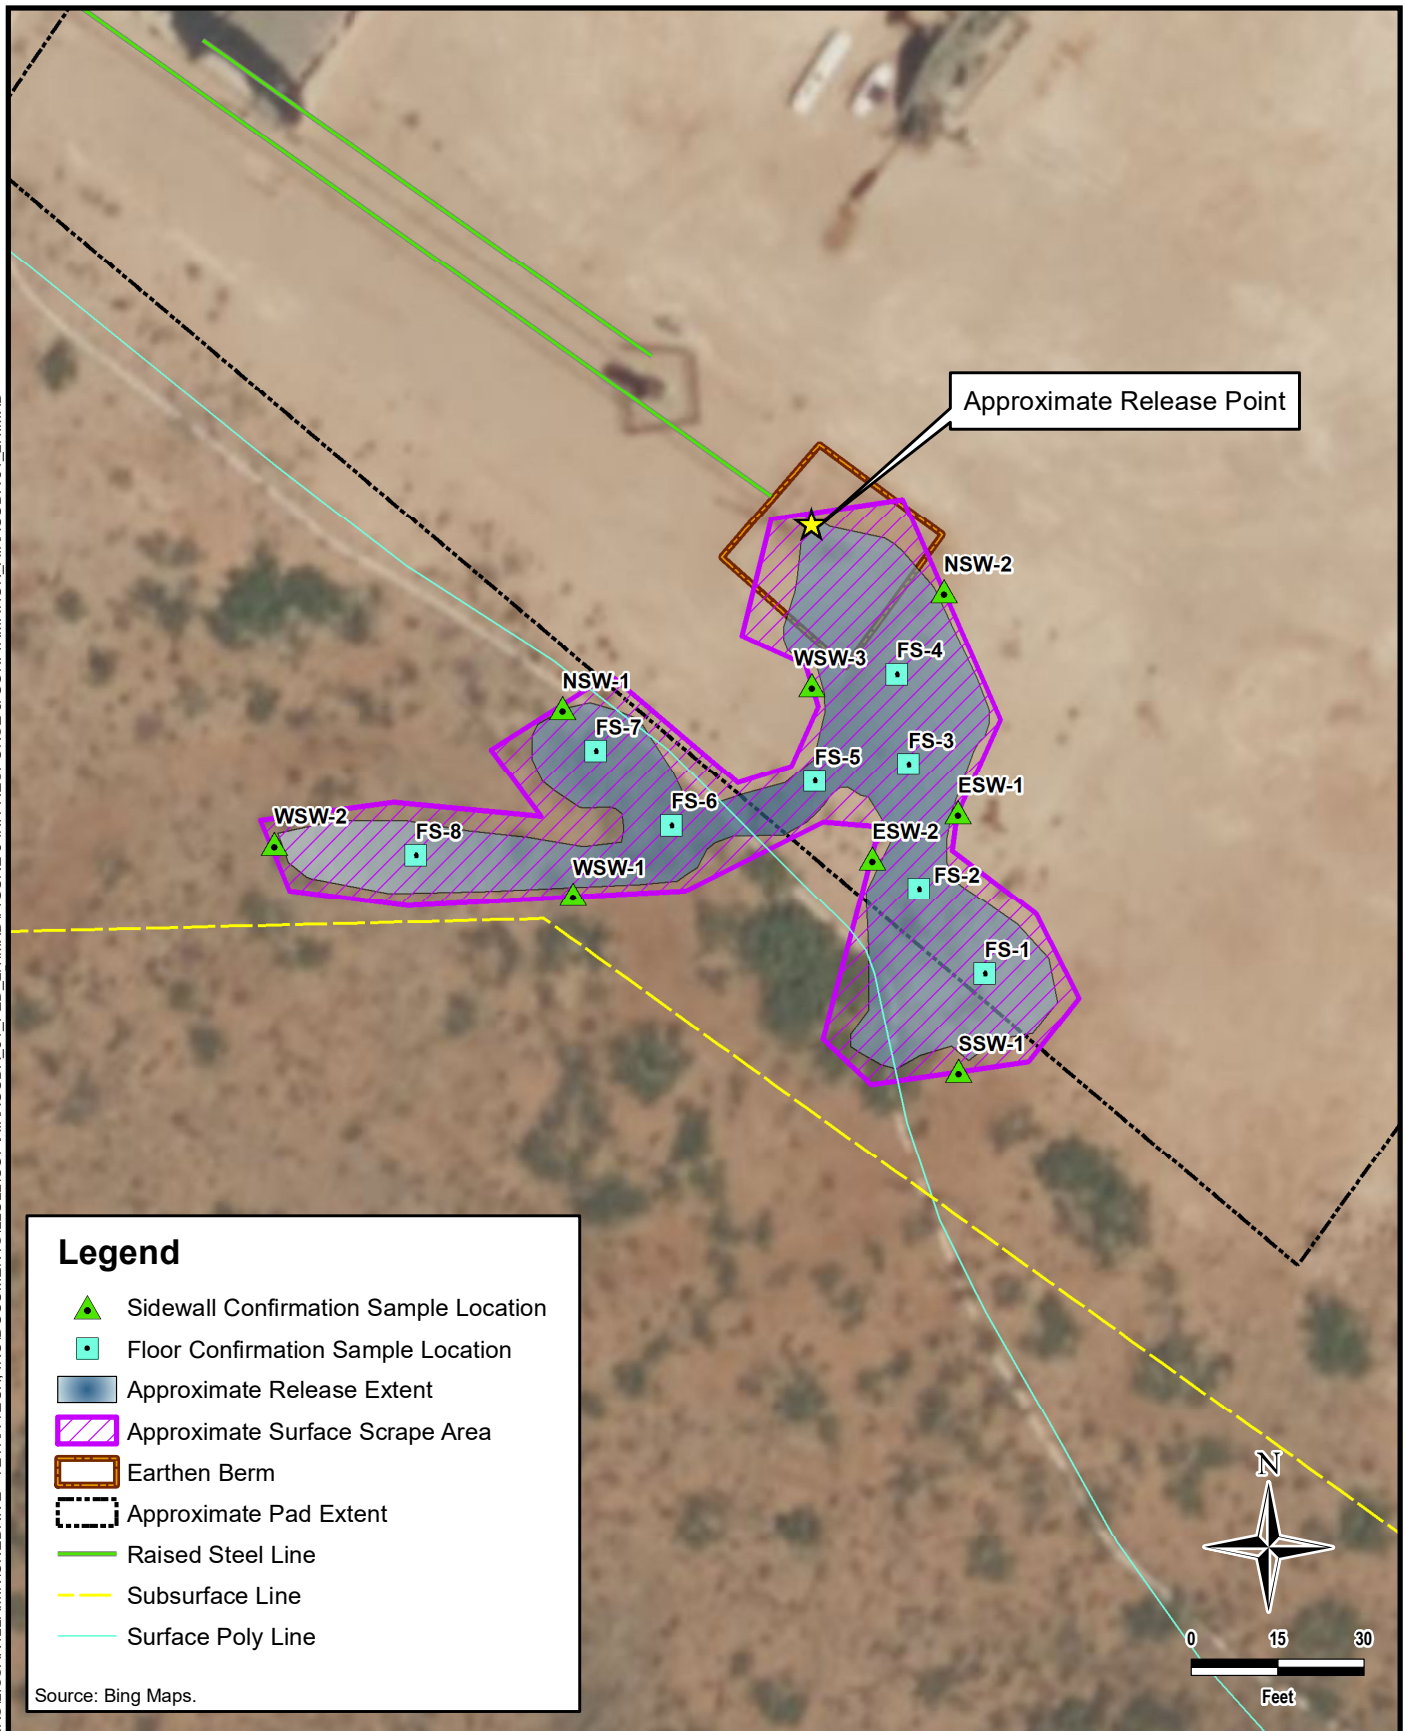 Approximate Release Point
NSW-2
WSW-3
FS-4
NSW-1
FS-7
FS-3
FS-5
ESW-1
FS-6
WSW-2
FS-8
ESW-2
WSW-1
FS-2
FS-1
SSW-1
Legend
Sidewall Confirmation Sample Location
Floor Confirmation Sample Location
Approximate Release Extent
Approximate Surface Scrape Area
Earthen Berm
Approximate Pad Extent
Raised Steel Line
Subsurface Line
Surface Poly Line
Source: Bing Maps.
N
0 15 30
Feet